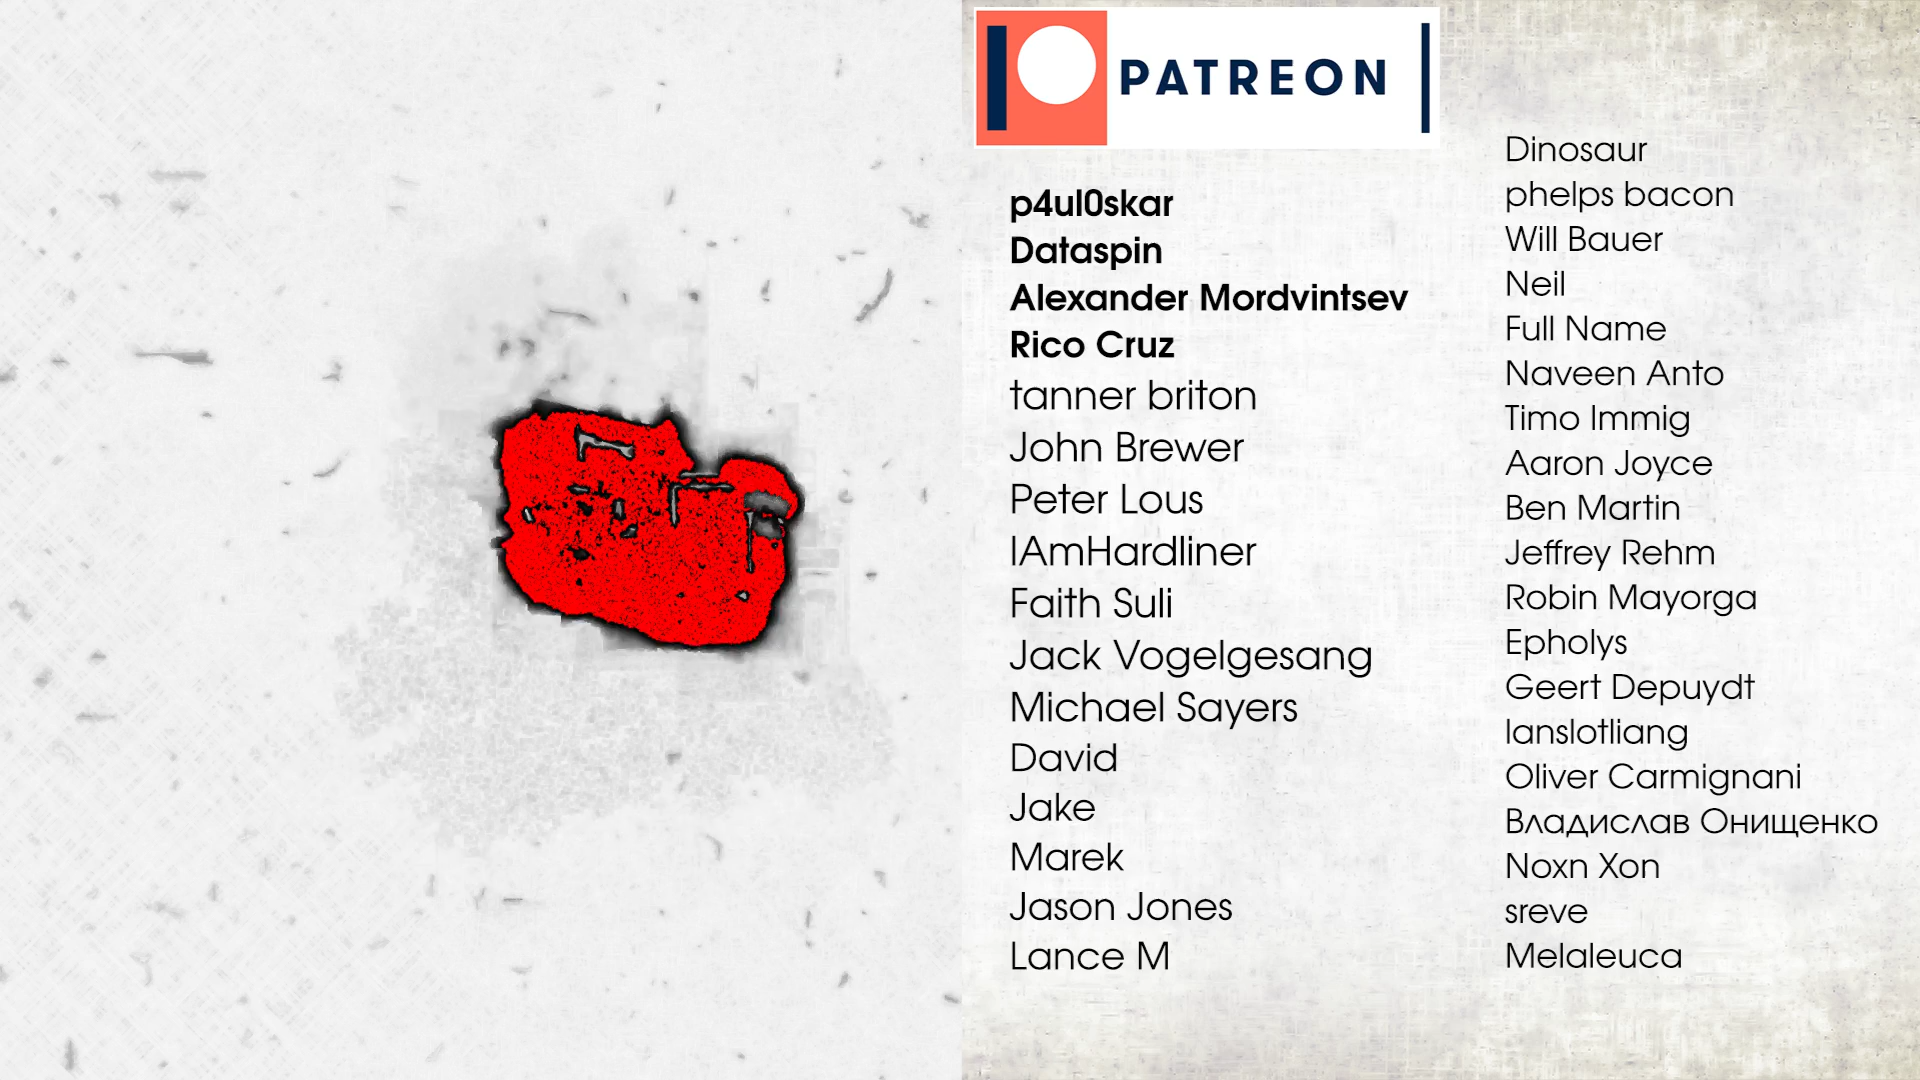 PATREON
p4ul0skar
Dataspin
Alexander Mordvintsev
Rico Cruz
tanner briton
John Brewer
Peter Lous
IAmHardliner
Faith Suli
Jack Vogelgesang
Michael Sayers
David
Jake
Marek
Jason Jones
Lance M
Dinosaur
phelps bacon
Will Bauer
Neil
Full Name
Naveen Anto
Timo Immig
Aaron Joyce
Ben Martin
Jeffrey Rehm
Robin Mayorga
Epholys
Geert Depuydt
lanslotliang
Oliver Carmignani
Владислав Онищенко
Noxn Xon
sreve
Melaleuca